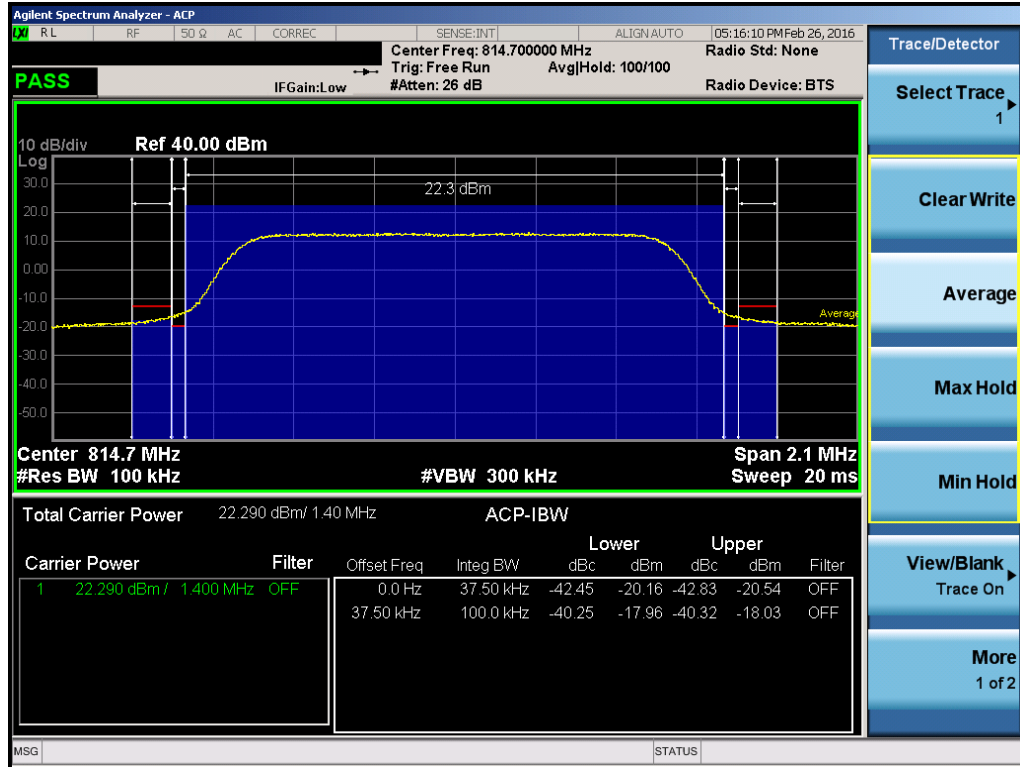 Agilent Spectrum Analyzer - ACP
LXI RL RF 50 Ω AC CORREC SENSE:INT ALIGN AUTO 05:16:10 PM Feb 26, 2016
Center Freq: 814.700000 MHz Radio Std: None
Trig: Free Run Avg|Hold: 100/100
PASS IFGain:Low #Atten: 26 dB Radio Device: BTS
10 dB/div Ref 40.00 dBm
Log
30.0
22.3 dBm
20.0
10.0
0.00
-10.0
Average
-20.0
-30.0
-40.0
-50.0
Center 814.7 MHz Span 2.1 MHz
#Res BW 100 kHz #VBW 300 kHz Sweep 20 ms
Total Carrier Power 22.290 dBm/ 1.40 MHz ACP-IBW
Lower Upper
Carrier Power Filter Offset Freq Integ BW dBc dBm dBc dBm Filter
1 22.290 dBm / 1.400 MHz OFF 0.0 Hz 37.50 kHz -42.45 -20.16 -42.83 -20.54 OFF
37.50 kHz 100.0 kHz -40.25 -17.96 -40.32 -18.03 OFF
MSG STATUS
Trace/Detector
Select Trace
1
Clear Write
Average
Max Hold
Min Hold
View/Blank
Trace On
More
1 of 2